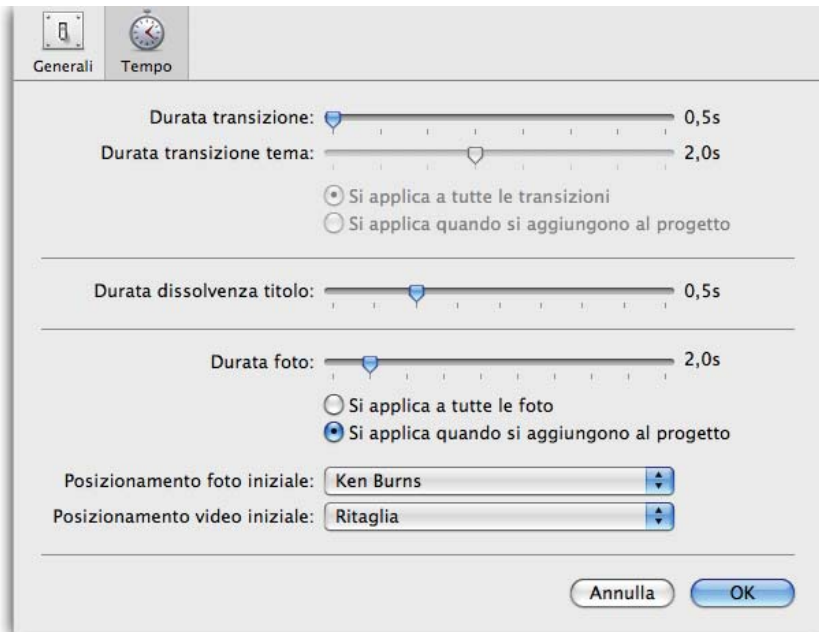 Generali Tempo
Durata transizione: 0,5s
Durata transizione tema: 2,0s
Si applica a tutte le transizioni
Si applica quando si aggiungono al progetto
Durata dissolvenza titolo: 0,5s
Durata foto: 2,0s
Si applica a tutte le foto
Si applica quando si aggiungono al progetto
Posizionamento foto iniziale: Ken Burns
Posizionamento video iniziale: Ritaglia
Annulla OK